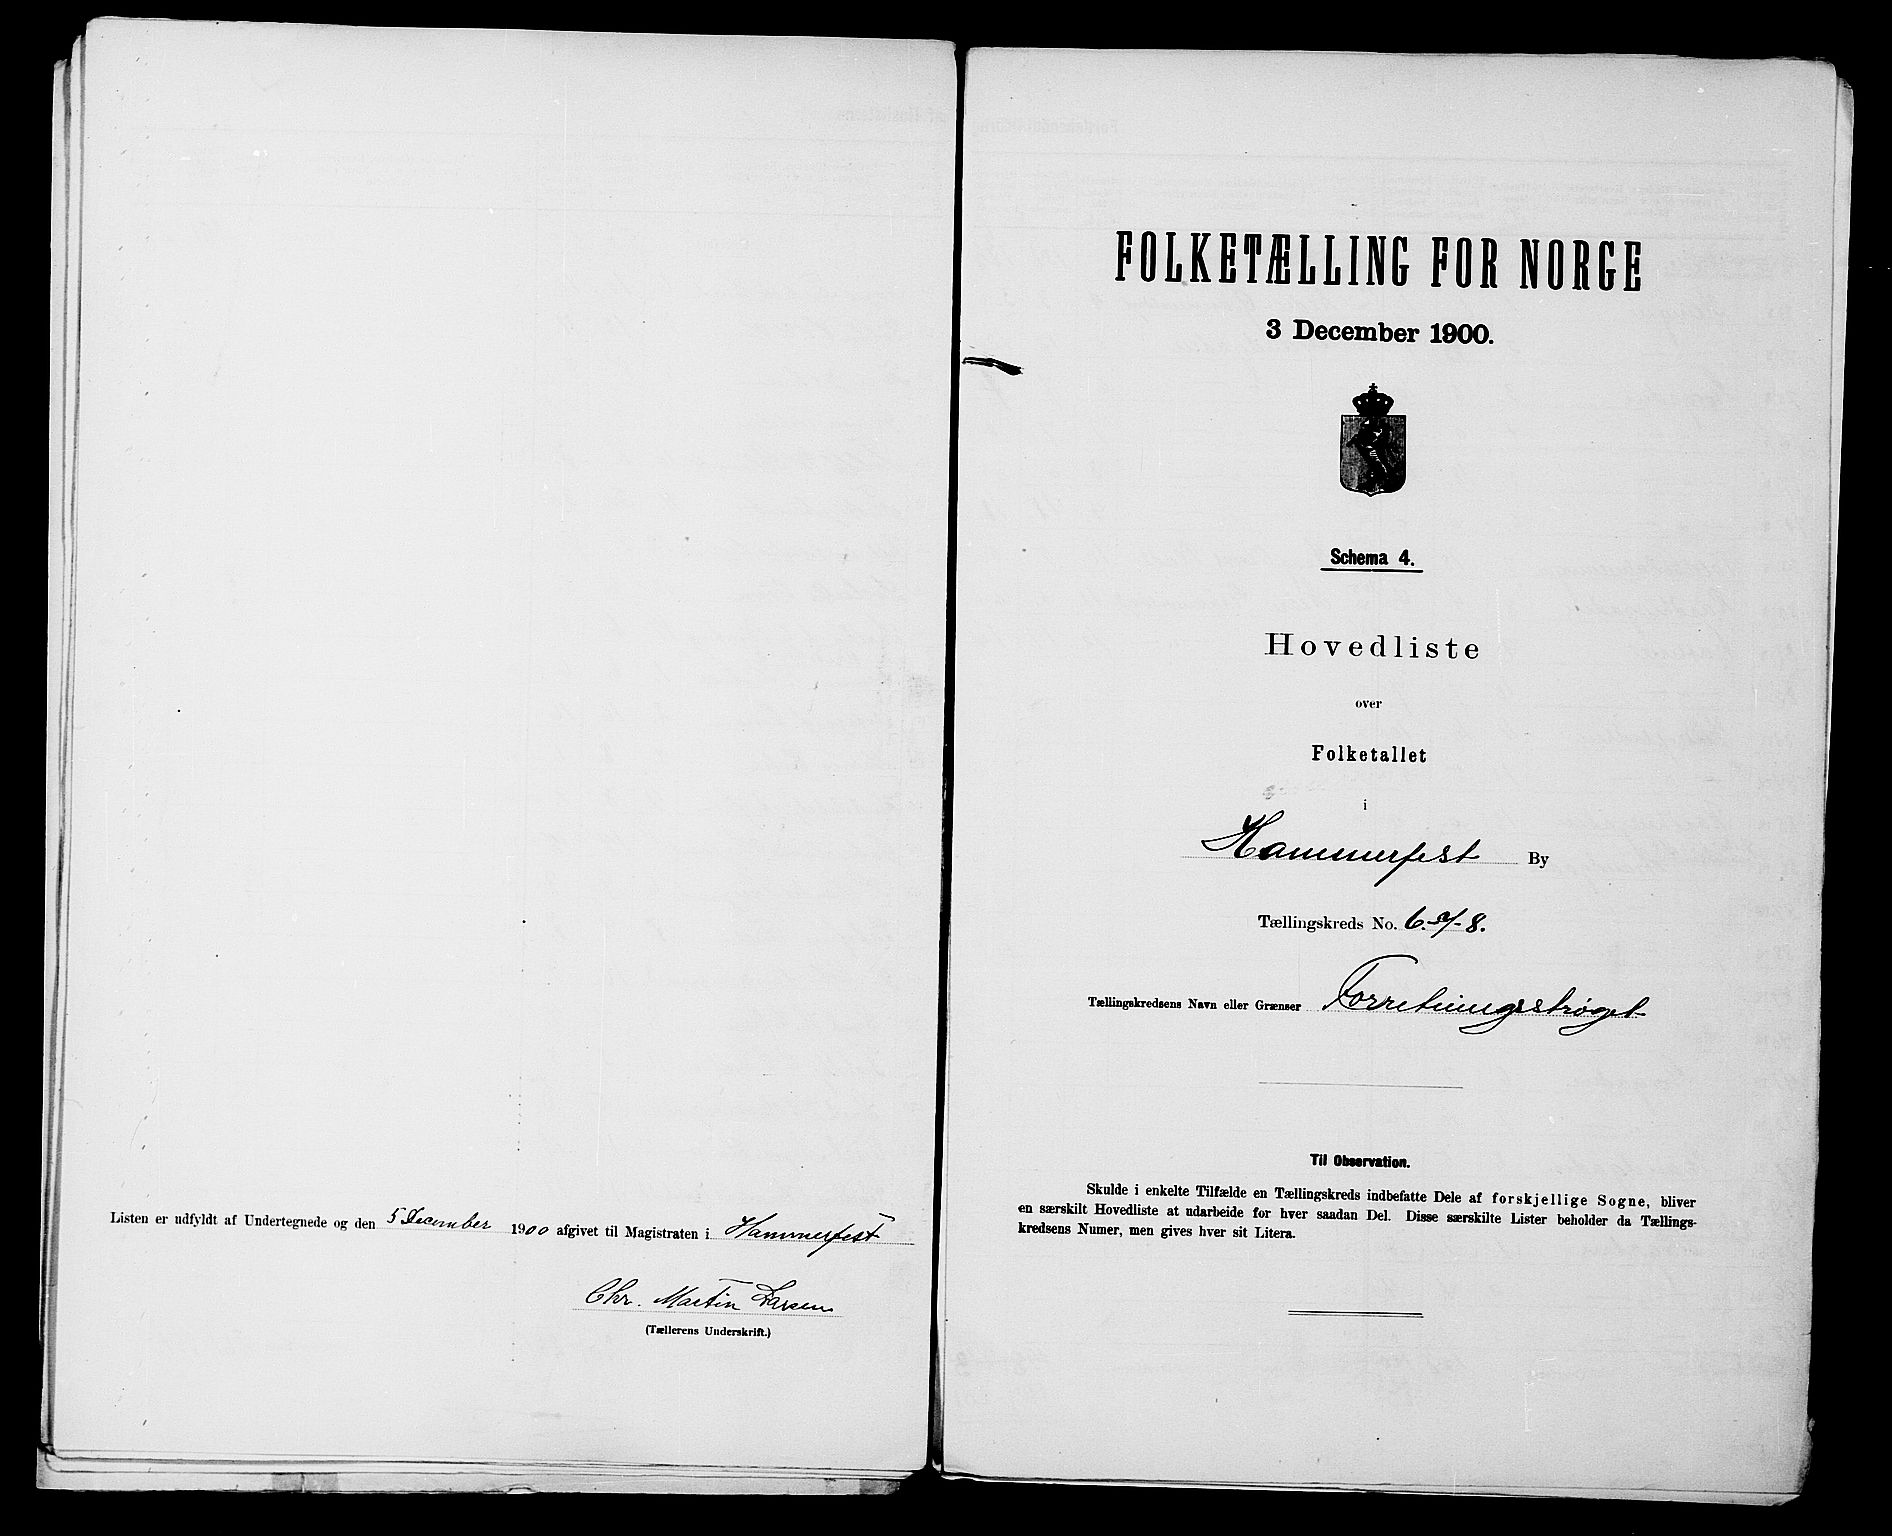 Listen er udfyldt af Undertegnede og den 5 December 1900 afgivet til Magistraten i Hammerfest
Chr. Martin Larsen
(Tællerens Underskrift.)
FOLKETÆLLING FOR NORGE
3 December 1900.
Schema 4.
Hovedliste
over
Folketallet
i
Hammerfest By
Tællingskreds No. 6. 8.
Tællingskredsens Navn eller Grænser Forretningsstrøget
Til Observation.
Skulde i enkelte Tilfælde en Tællingskreds indbefatte Dele af forskjellige Sogne, bliver
en særskilt Hovedliste at udarbeide for hver saadan Del. Disse særskilte Lister beholder da Tællings-
kredsens Numer, men gives hver sit Litera.